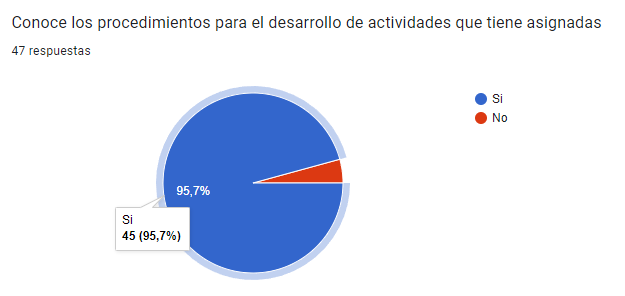 Conoce los procedimientos para el desarrollo de actividades que tiene asignadas
47 respuestas
Si
No
95,7%
Si
45 (95,7%)